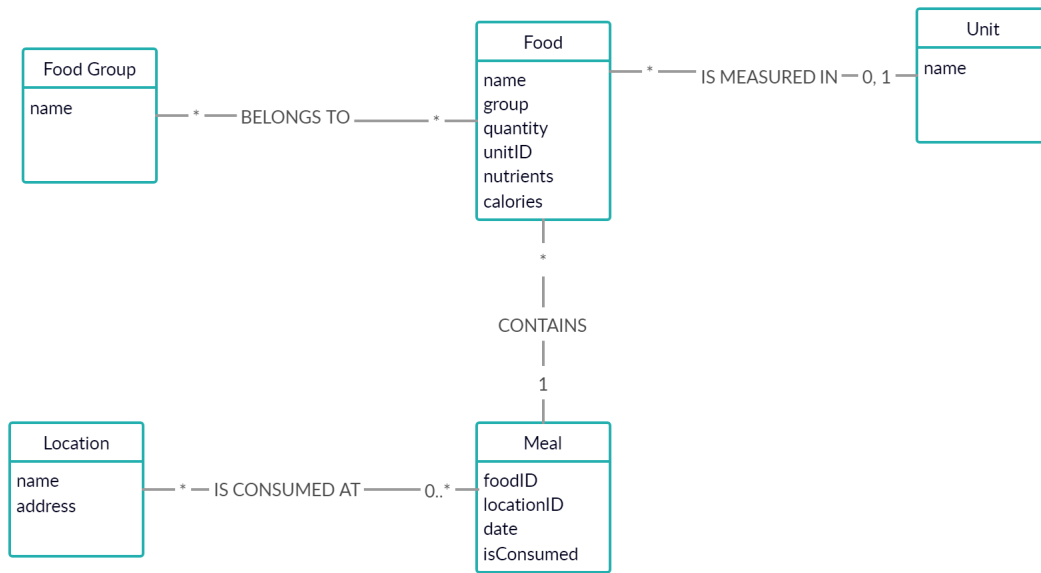 Food Group
name
* BELONGS TO *
Food
name
group
quantity
unitID
nutrients
calories
* IS MEASURED IN 0, 1
Unit
name
*
CONTAINS
1
Location
name
address
* IS CONSUMED AT 0..*
Meal
foodID
locationID
date
isConsumed